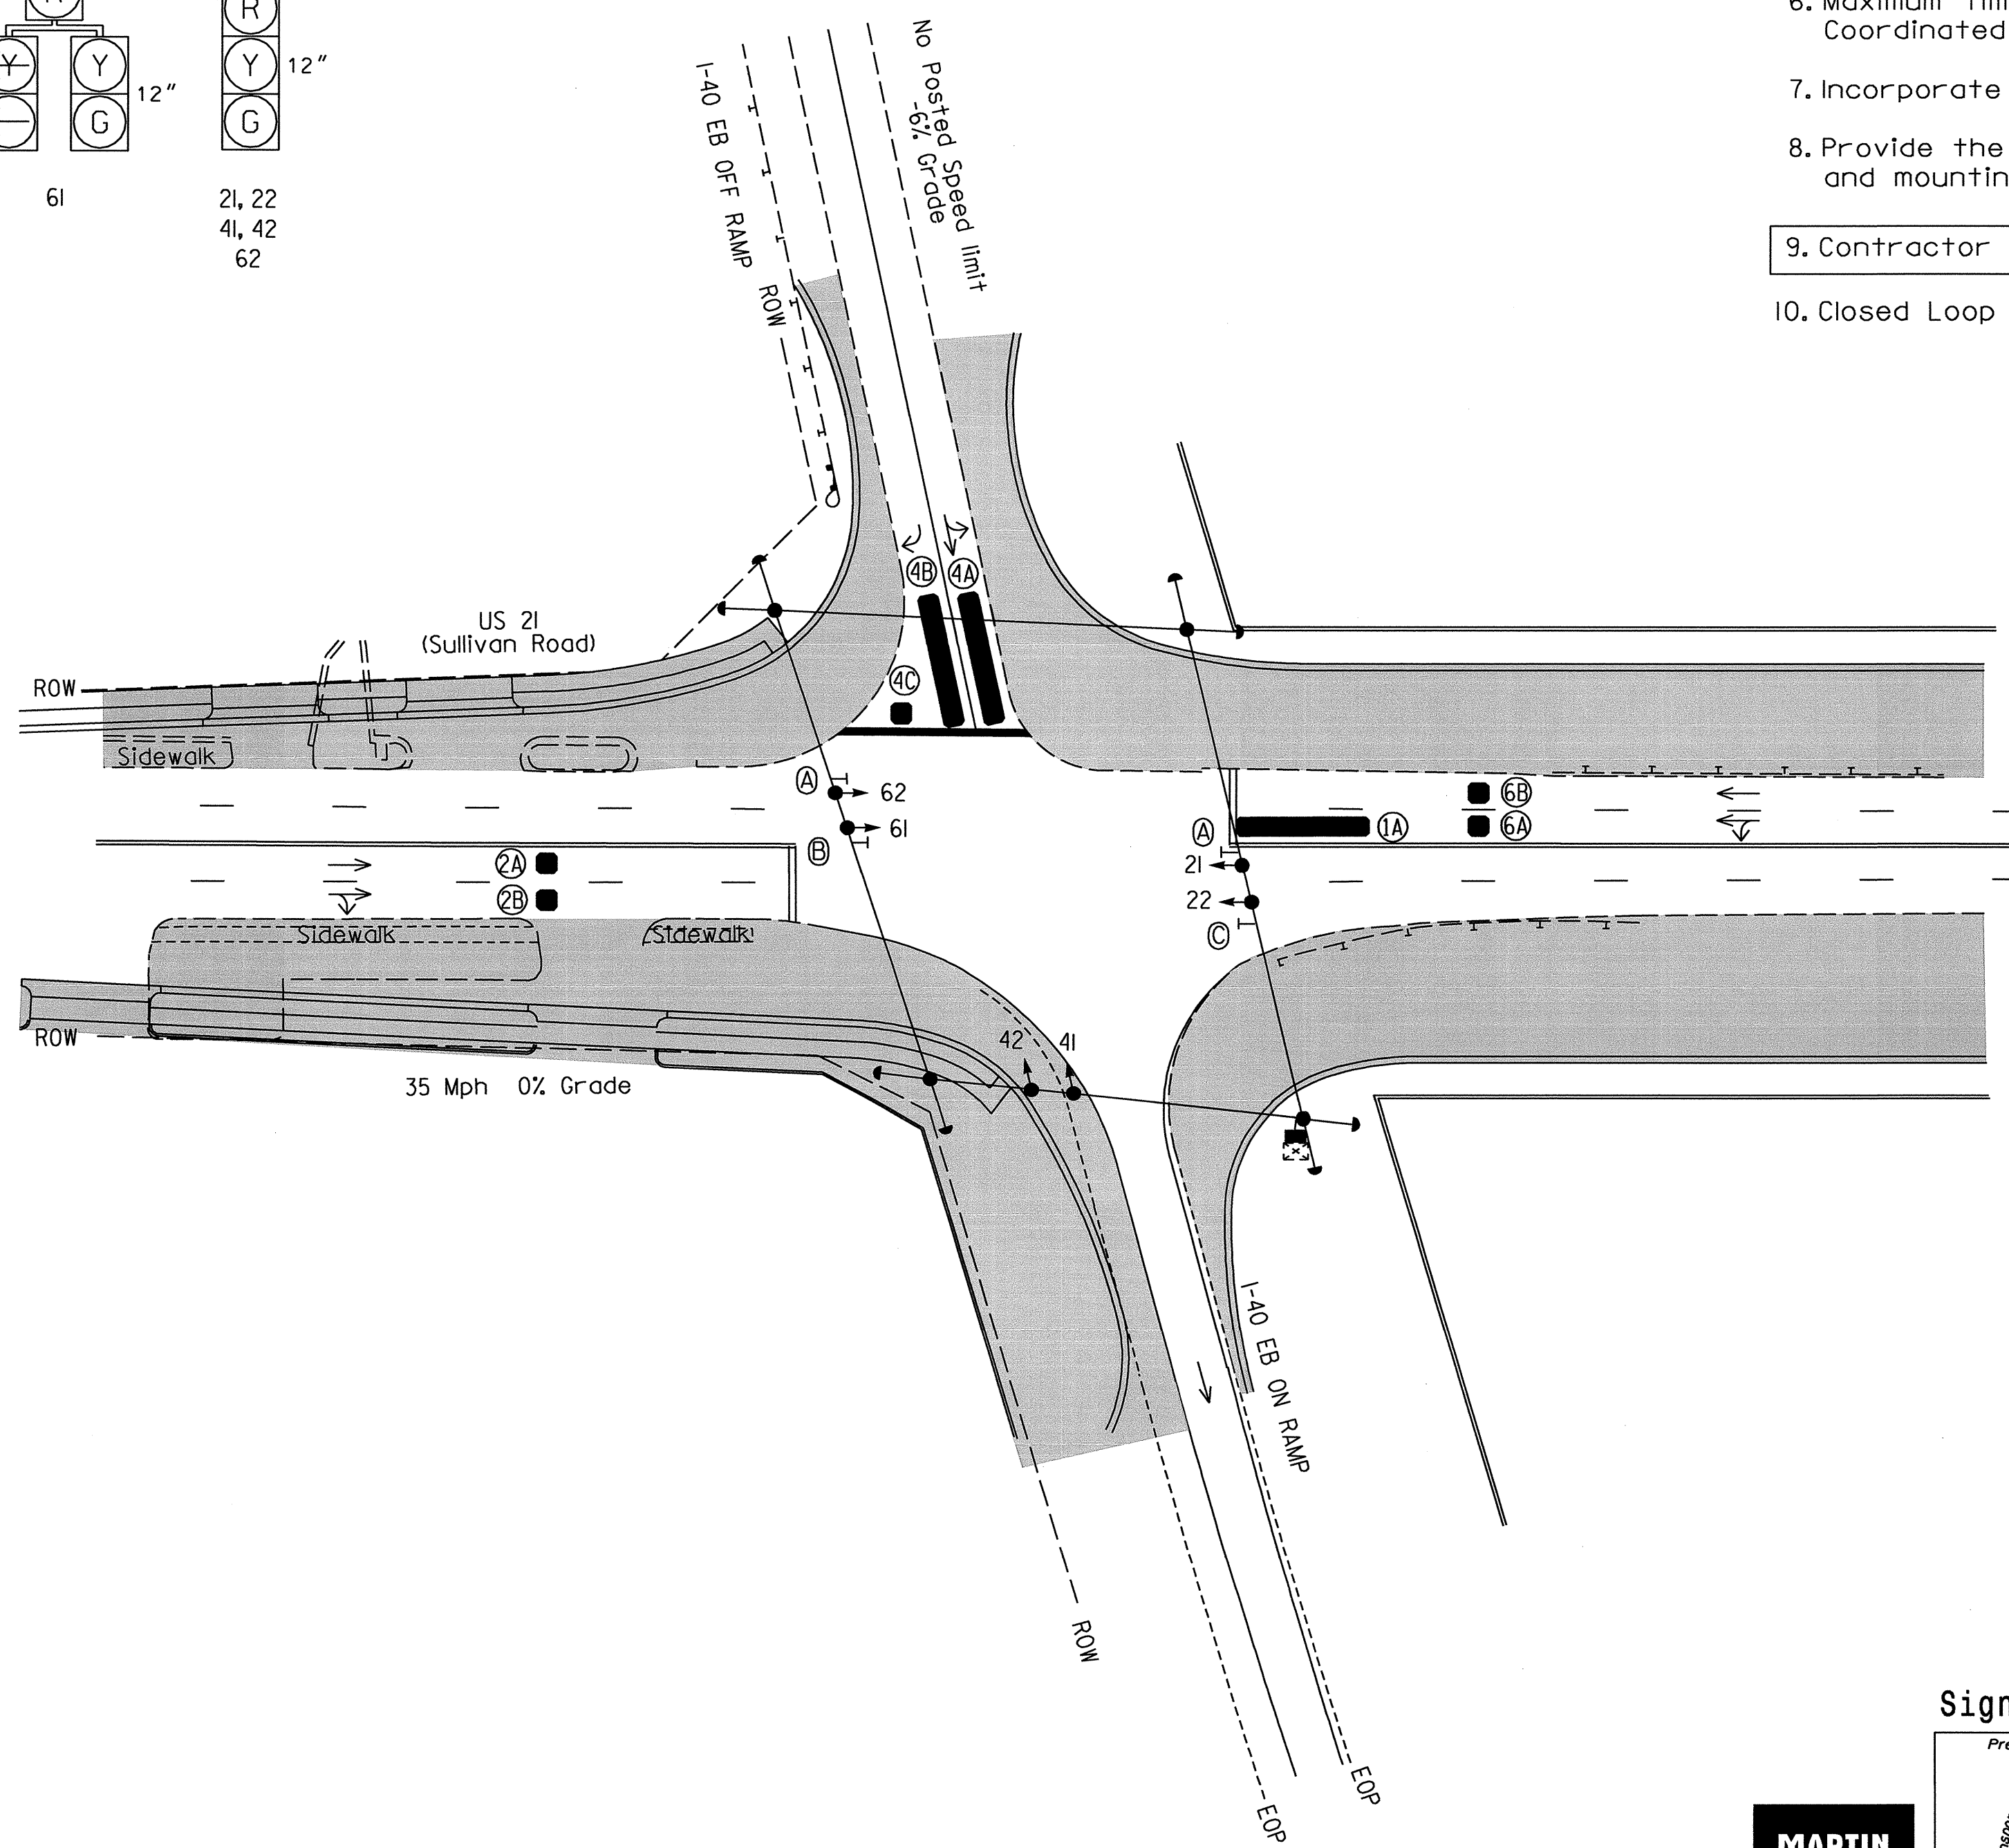 R
Y
G
12"
Y
Y
G
12"
61
21, 22
41, 42
62
Coordinated
7. Incorporate
8. Provide the
and mountin
9. Contractor
10. Closed Loop
No Posted Speed limit
-6% Grade
I-40 EB OFF RAMP
ROW
4B
4A
4C
US 21
(Sullivan Road)
ROW
Sidewalk
A
62
61
B
6B
6A
1A
A
21
22
C
2A
2B
Sidewalk
Sidewalk
ROW
35 Mph 0% Grade
42
41
I-40 EB ON RAMP
ROW
EOP
EOP
Sign
Pre
MARTIN